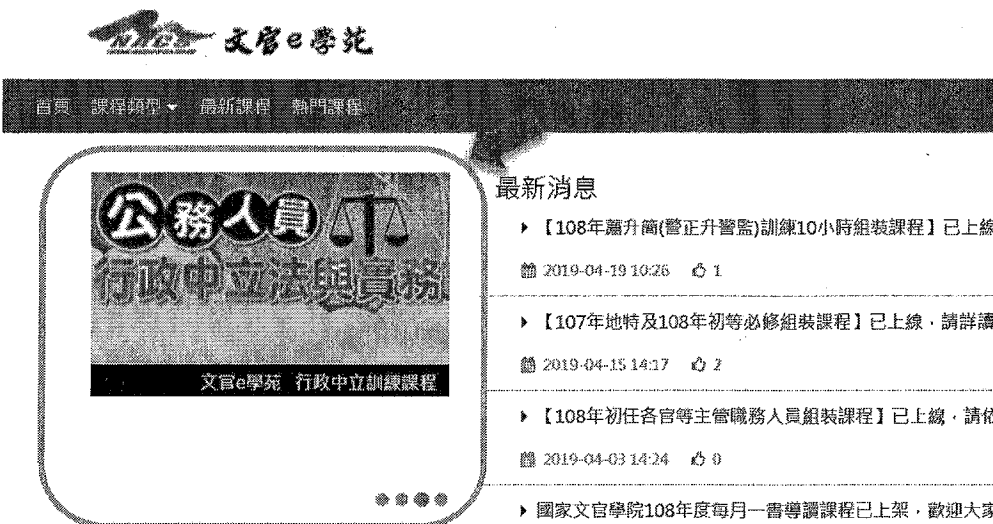 文官e學苑
首頁 課程類型 最新課程 熱門課程
公務人員
行政中立法與實務
文官e學苑 行政中立訓練課程
最新消息
【108年薦升簡(警正升警監)訓練10小時組裝課程】已上線
2019-04-19 10:26 1
【107年地特及108年初等必修組裝課程】已上線，請詳讀
2019-04-15 14:17 2
【108年初任各官等主管職務人員組裝課程】已上線，請依
2019-04-03 14:24 0
國家文官學院108年度每月一書導讀課程已上架，歡迎大家